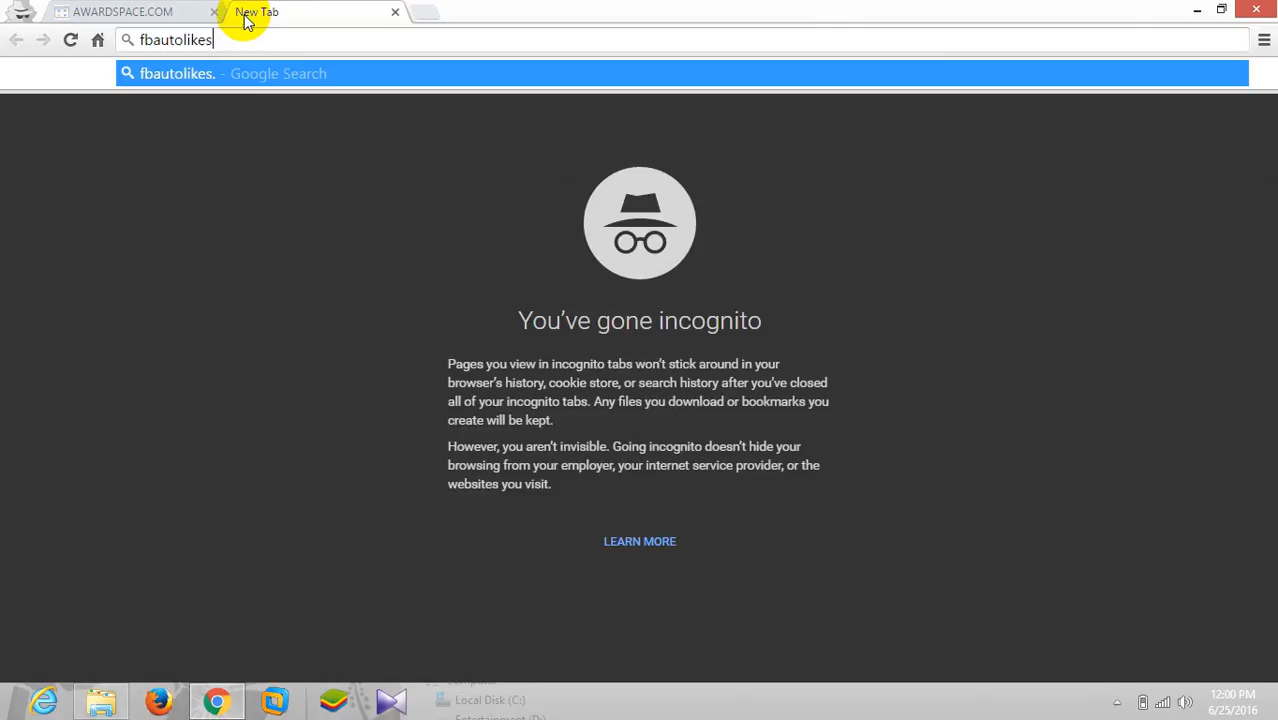 AWARDSPACE.COM
New Tab
fbautolikes
fbautolikes. - Google Search
You've gone incognito
Pages you view in incognito tabs won't stick around in your
browser's history, cookie store, or search history after you've closed
all of your incognito tabs. Any files you download or bookmarks you
create will be kept.
However, you aren't invisible. Going incognito doesn't hide your
browsing from your employer, your internet service provider, or the
websites you visit.
LEARN MORE
Local Disk (C:)
12:00 PM
6/25/2016